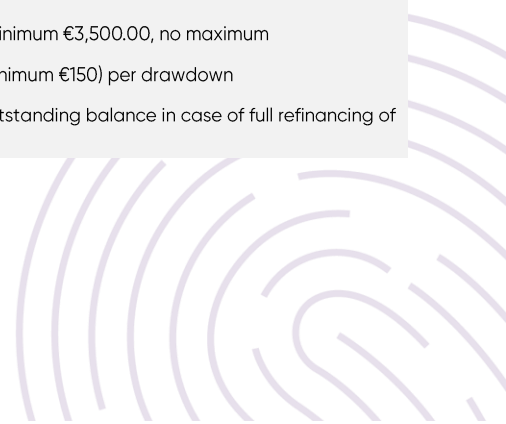 inimum €3,500.00, no maximum
nimum €150) per drawdown
tstanding balance in case of full refinancing of